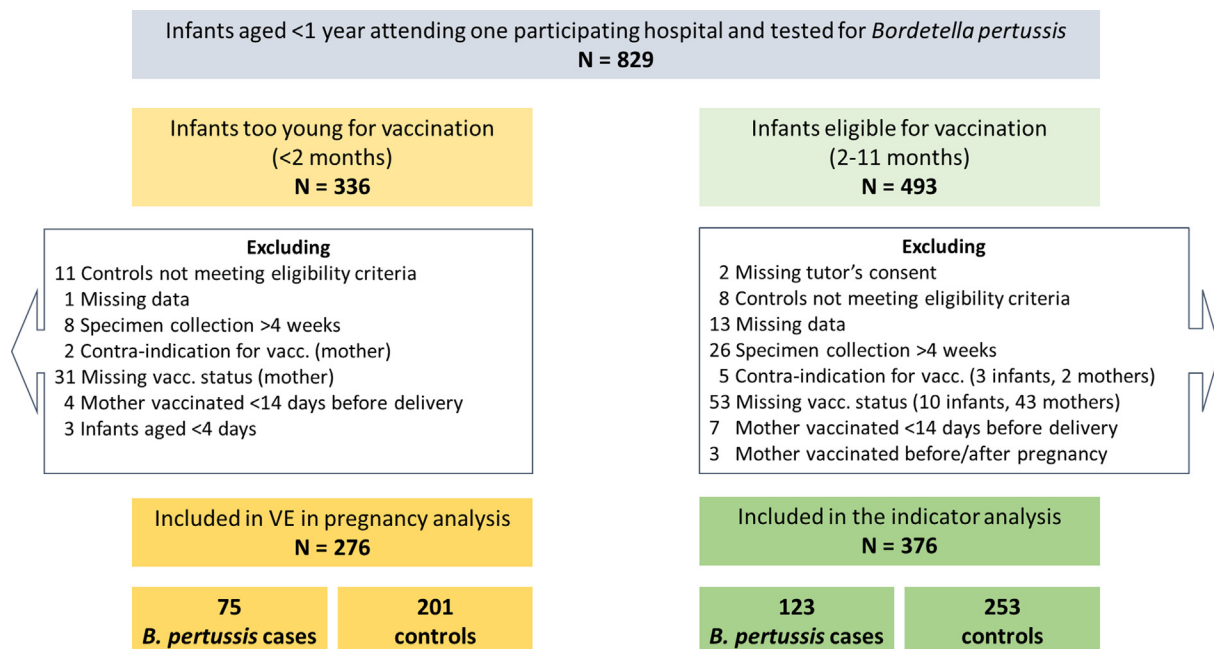 Infants aged <1 year attending one participating hospital and tested for Bordetella pertussis
N = 829
Infants too young for vaccination
(<2 months)
N = 336
Infants eligible for vaccination
(2-11 months)
N = 493
Excluding
11 Controls not meeting eligibility criteria
1 Missing data
8 Specimen collection >4 weeks
2 Contra-indication for vacc. (mother)
31 Missing vacc. status (mother)
4 Mother vaccinated <14 days before delivery
3 Infants aged <4 days
Excluding
2 Missing tutor's consent
8 Controls not meeting eligibility criteria
13 Missing data
26 Specimen collection >4 weeks
5 Contra-indication for vacc. (3 infants, 2 mothers)
53 Missing vacc. status (10 infants, 43 mothers)
7 Mother vaccinated <14 days before delivery
3 Mother vaccinated before/after pregnancy
Included in VE in pregnancy analysis
N = 276
Included in the indicator analysis
N = 376
75
B. pertussis cases
201
controls
123
B. pertussis cases
253
controls